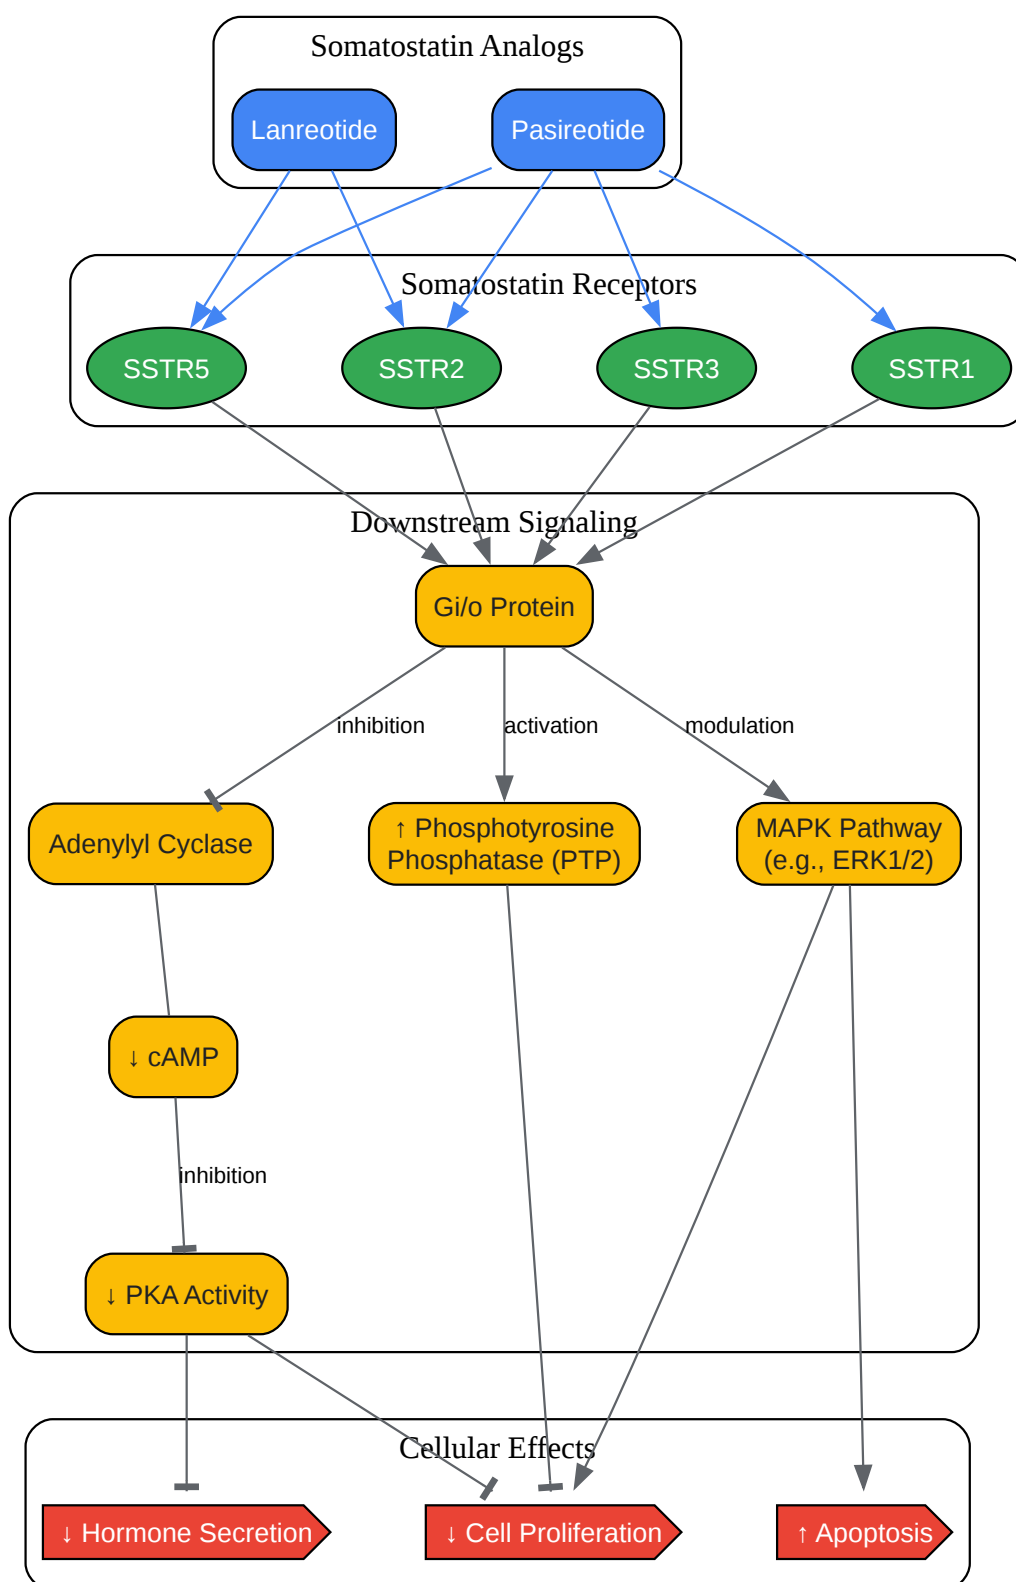 Somatostatin Analogs
Lanreotide
Pasireotide
Somatostatin Receptors
SSTR5
SSTR2
SSTR3
SSTR1
Downstream Signaling
Gi/o Protein
inhibition
activation
modulation
Adenylyl Cyclase
↑ Phosphotyrosine
Phosphatase (PTP)
MAPK Pathway
(e.g., ERK1/2)
↓ cAMP
inhibition
↓ PKA Activity
Cellular Effects
↓ Hormone Secretion
↓ Cell Proliferation
↑ Apoptosis